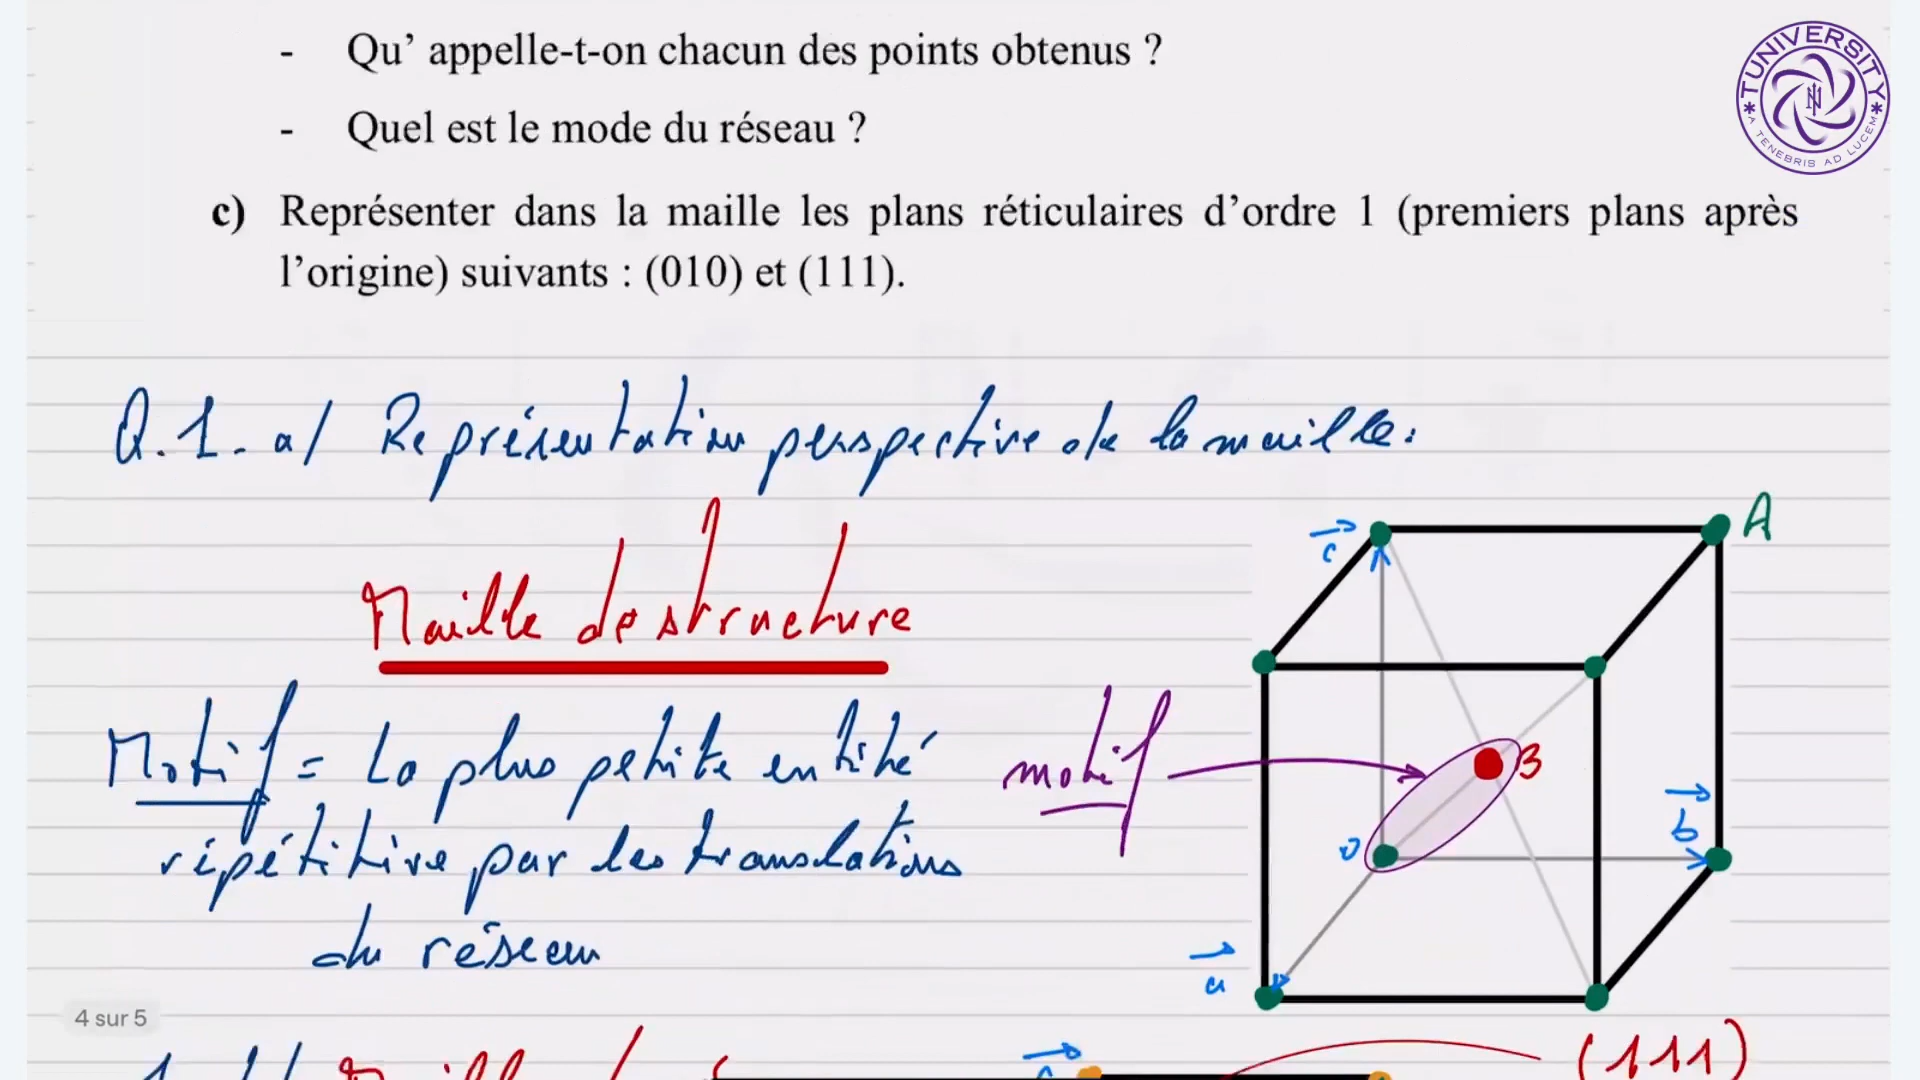 - Qu’ appelle-t-on chacun des points obtenus ?
- Quel est le mode du réseau ?
c) Représenter dans la maille les plans réticulaires d’ordre 1 (premiers plans après
l’origine) suivants : (010) et (111).
TUNIVERSITY
* A TENEBRIS AD LUCEM *
Q.1.a/ Représentation perspective de la maille:
A
c
Maille de structure
Motif = La plus petite entité
motif
B
répétitive par les translations
b
o
du réseau
a
4 sur 5
(111)